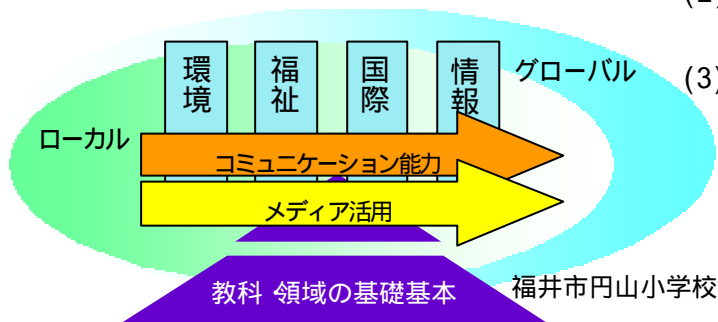 環境
福祉
国際
情報
グローバル
(3)
ローカル
コミュニケーション能力
メディア活用
教科 領域の基礎基本
福井市円山小学校